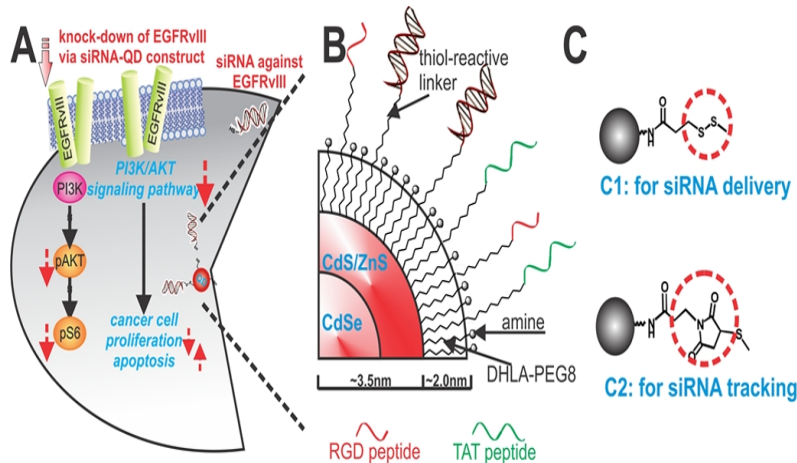 A
knock-down of EGFRvIII
via siRNA-QD construct
siRNA against
EGFRvIII
EGFRvIII
EGFRvIII
PI3K
PI3K/AKT
signaling pathway
pAKT
pS6
cancer cell
proliferation
apoptosis
B
thiol-reactive
linker
CdS/ZnS
CdSe
amine
DHLA-PEG8
~3.5nm
~2.0nm
RGD peptide
TAT peptide
C
O
NH
S
S
C1: for siRNA delivery
O
NH
O
N
O
S
C2: for siRNA tracking